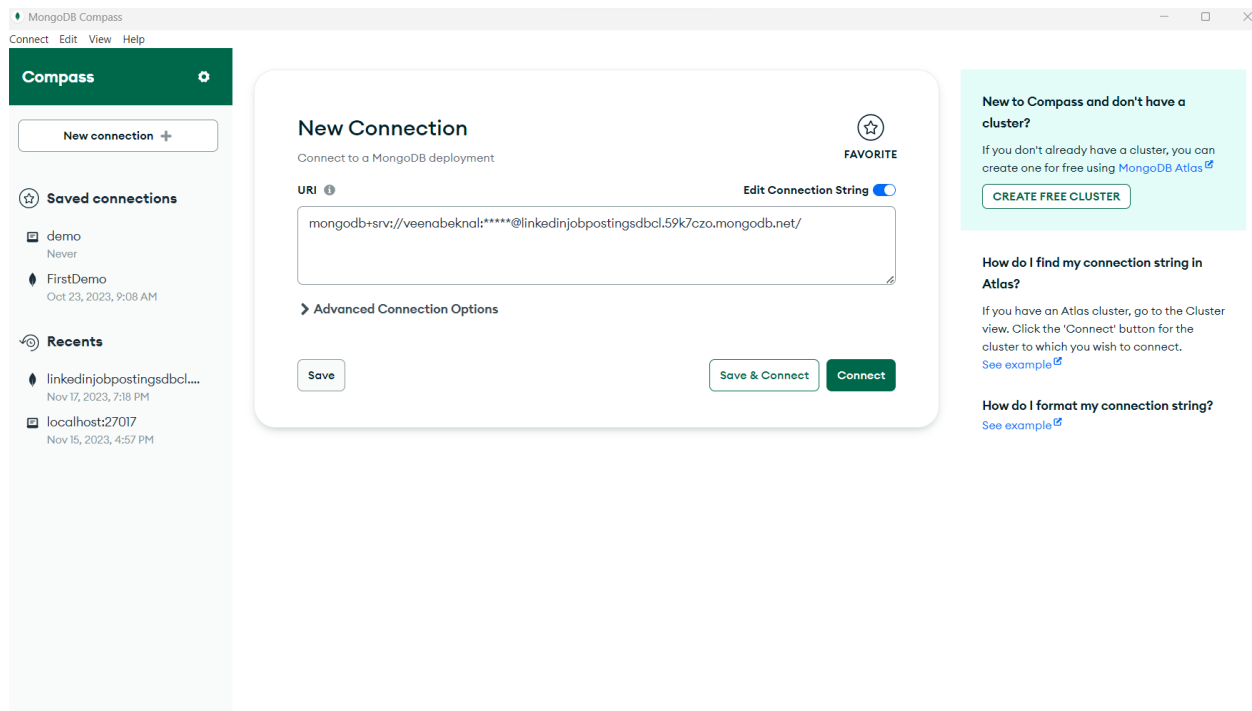 MongoDB Compass
Connect Edit View Help
Compass
New connection
Saved connections
demo
Never
FirstDemo
Oct 23, 2023, 9:08 AM
Recents
linkedinjobpostingsdbcl....
Nov 17, 2023, 7:18 PM
localhost:27017
Nov 15, 2023, 4:57 PM
New Connection
Connect to a MongoDB deployment
FAVORITE
URI
Edit Connection String
mongodb+srv://veenabeknal:*****@linkedinjobpostingsdbcl.59k7czo.mongodb.net/
Advanced Connection Options
Save
Save & Connect
Connect
New to Compass and don't have a
cluster?
If you don't already have a cluster, you can
create one for free using MongoDB Atlas
CREATE FREE CLUSTER
How do I find my connection string in
Atlas?
If you have an Atlas cluster, go to the Cluster
view. Click the 'Connect' button for the
cluster to which you wish to connect.
See example
How do I format my connection string?
See example